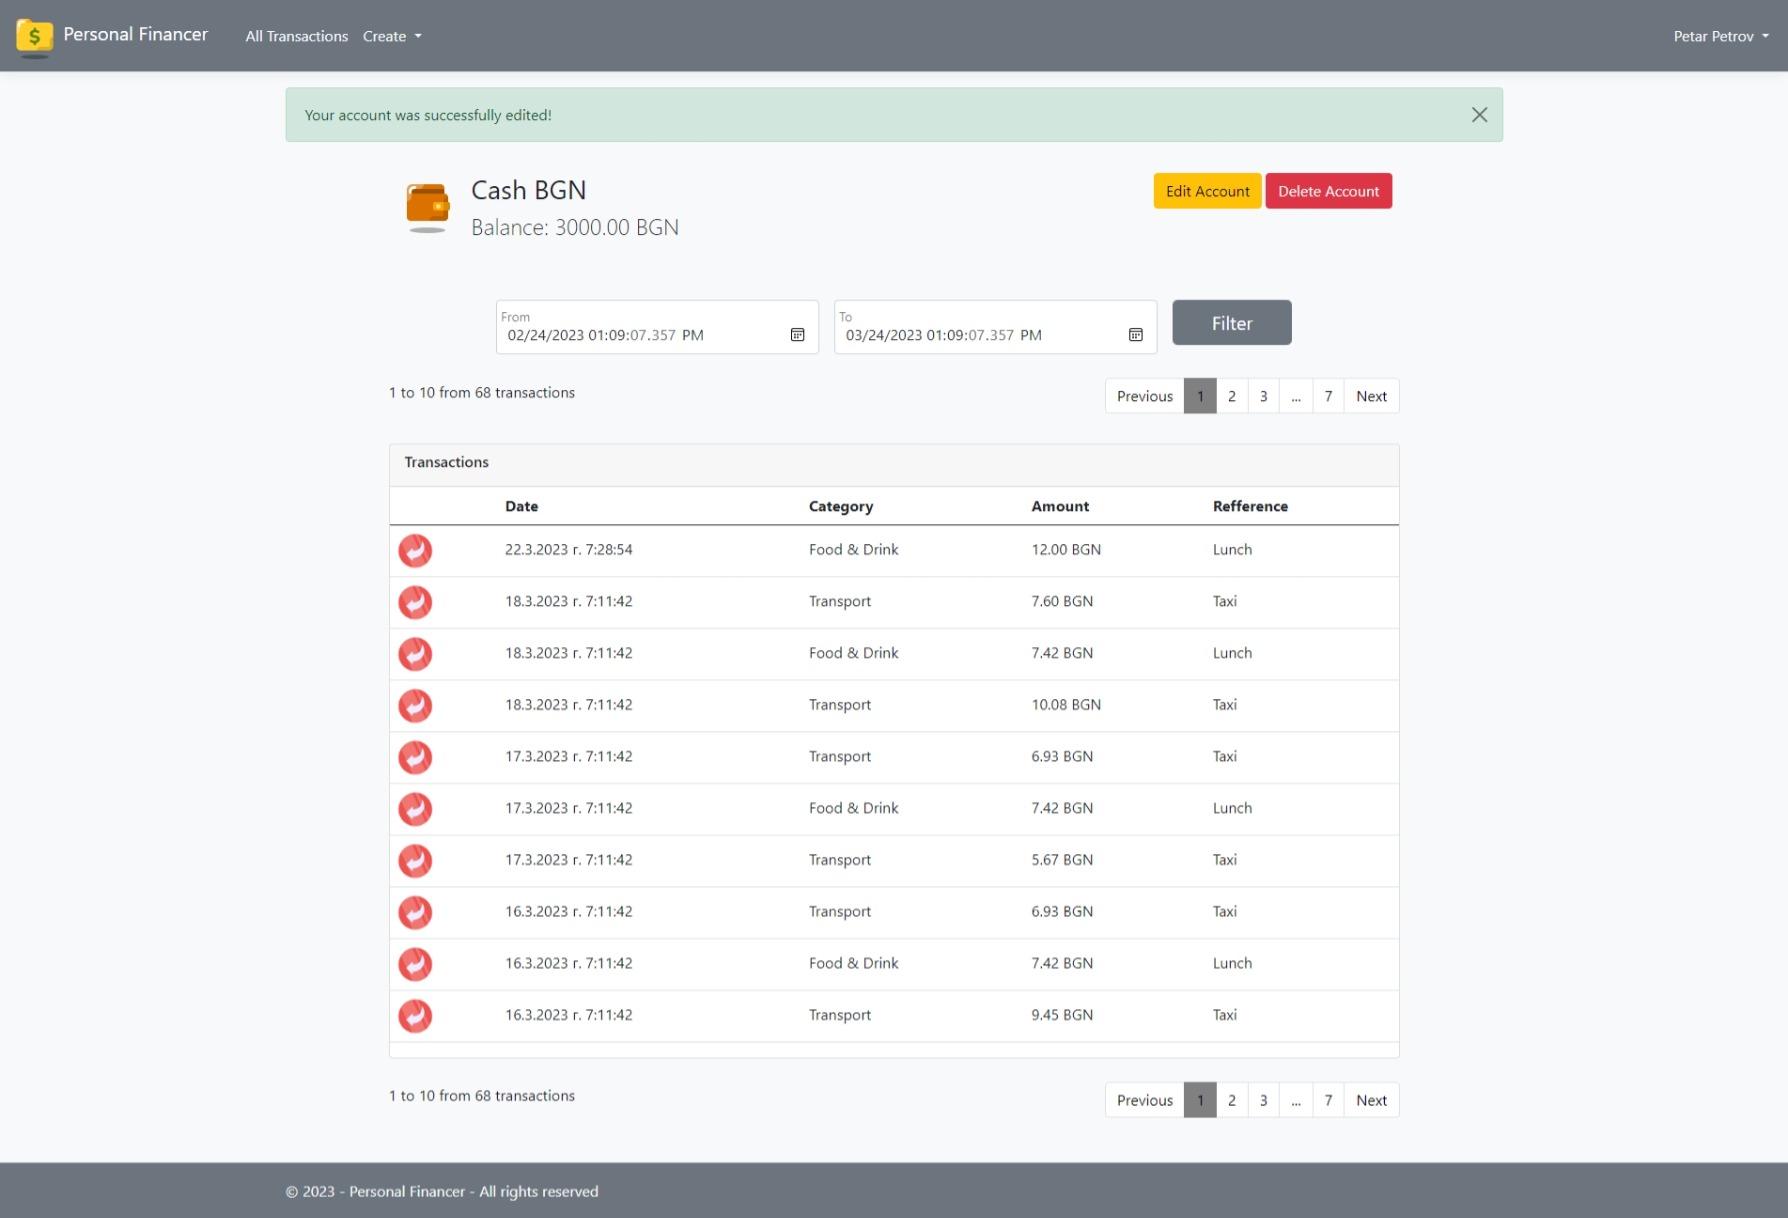 $ Personal Financer All Transactions Create Petar Petrov
Your account was successfully edited!
Cash BGN Edit Account Delete Account
Balance: 3000.00 BGN
From To
02/24/2023 01:09:07.357 PM 03/24/2023 01:09:07.357 PM Filter
1 to 10 from 68 transactions Previous 1 2 3 ... 7 Next
Transactions
Date Category Amount Refference
22.3.2023 г. 7:28:54 Food & Drink 12.00 BGN Lunch
18.3.2023 г. 7:11:42 Transport 7.60 BGN Taxi
18.3.2023 г. 7:11:42 Food & Drink 7.42 BGN Lunch
18.3.2023 г. 7:11:42 Transport 10.08 BGN Taxi
17.3.2023 г. 7:11:42 Transport 6.93 BGN Taxi
17.3.2023 г. 7:11:42 Food & Drink 7.42 BGN Lunch
17.3.2023 г. 7:11:42 Transport 5.67 BGN Taxi
16.3.2023 г. 7:11:42 Transport 6.93 BGN Taxi
16.3.2023 г. 7:11:42 Food & Drink 7.42 BGN Lunch
16.3.2023 г. 7:11:42 Transport 9.45 BGN Taxi
1 to 10 from 68 transactions Previous 1 2 3 ... 7 Next
© 2023 - Personal Financer - All rights reserved